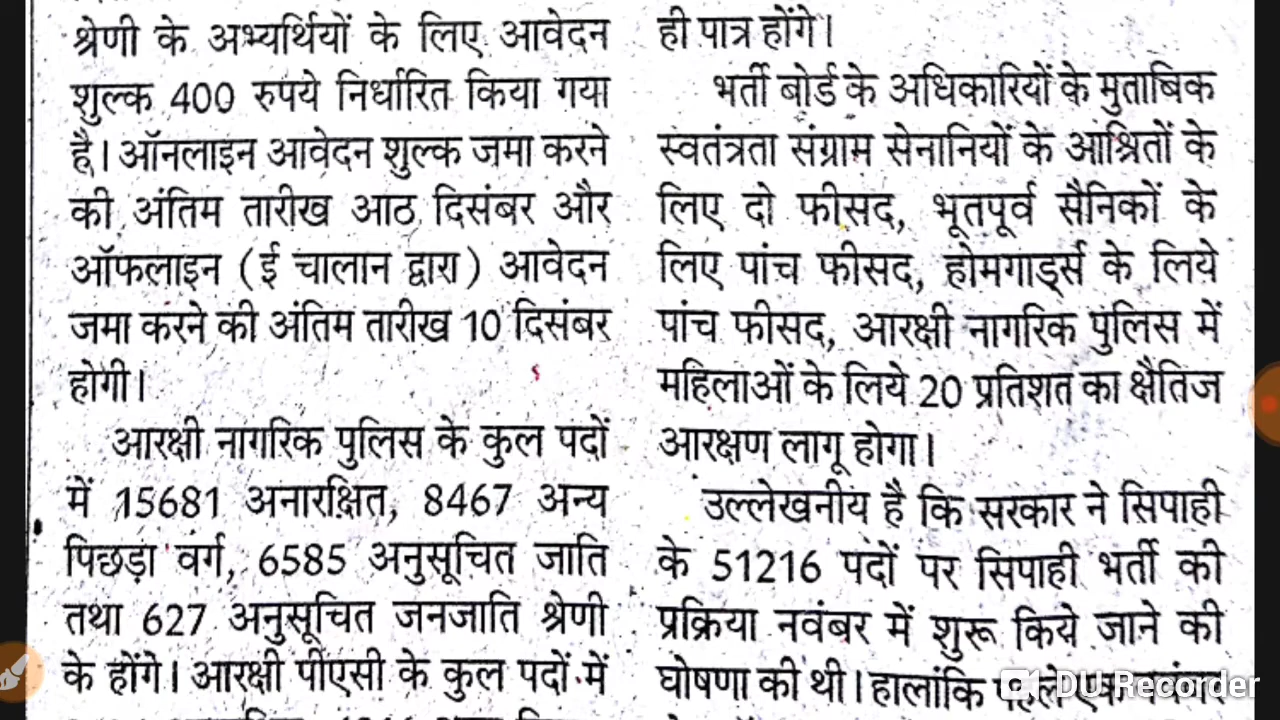 श्रेणी के अभ्यर्थियों के लिए आवेदन
शुल्क 400 रुपये निर्धारित किया गया
है। ऑनलाइन आवेदन शुल्क जमा करने
की अंतिम तारीख आठ दिसंबर और
ऑफलाइन (ई चालान द्वारा) आवेदन
जमा करने की अंतिम तारीख 10 दिसंबर
होगी।
आरक्षी नागरिक पुलिस के कुल पदों
में 15681 अनारक्षित, 8467 अन्य
पिछड़ा वर्ग, 6585 अनुसूचित जाति
तथा 627 अनुसूचित जनजाति श्रेणी
के होंगे। आरक्षी पीएसी के कुल पदों में
ही पात्र होंगे।
भर्ती बोर्ड के अधिकारियों के मुताबिक
स्वतंत्रता संग्राम सेनानियों के आश्रितों के
लिए दो फीसद, भूतपूर्व सैनिकों के
लिए पांच फीसद, होमगार्ड्स के लिये
पांच फीसद, आरक्षी नागरिक पुलिस में
महिलाओं के लिये 20 प्रतिशत का क्षैतिज
आरक्षण लागू होगा।
उल्लेखनीय है कि सरकार ने सिपाही
के 51216 पदों पर सिपाही भर्ती की
प्रक्रिया नवंबर में शुरू किये जाने की
घोषणा की थी। हालांकि पहले
DU Recorder